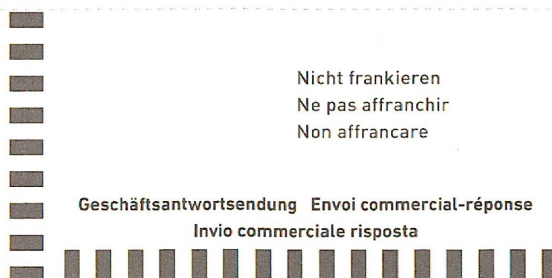 Nicht frankieren
Ne pas affranchir
Non affrancare
Geschäftsantwortsendung Envoi commercial-réponse
Invio commerciale risposta